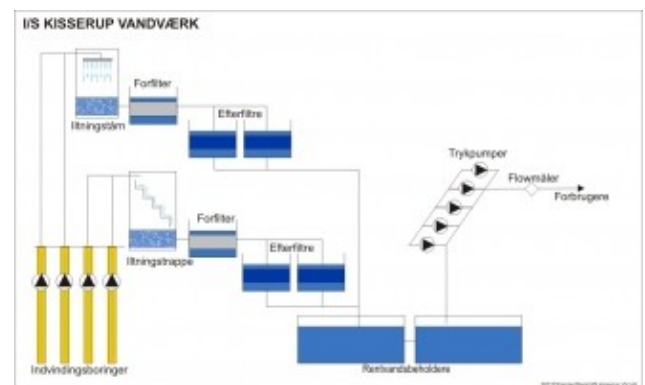 I/S KISSERUP VANDVÆRK
Iltningstårn
Forfilter
Efterfiltre
Iltningstrappe
Forfilter
Efterfiltre
Indvindingsboringer
Rentvandsbeholdere
Trykpumper
Flowmåler
Forbrugere